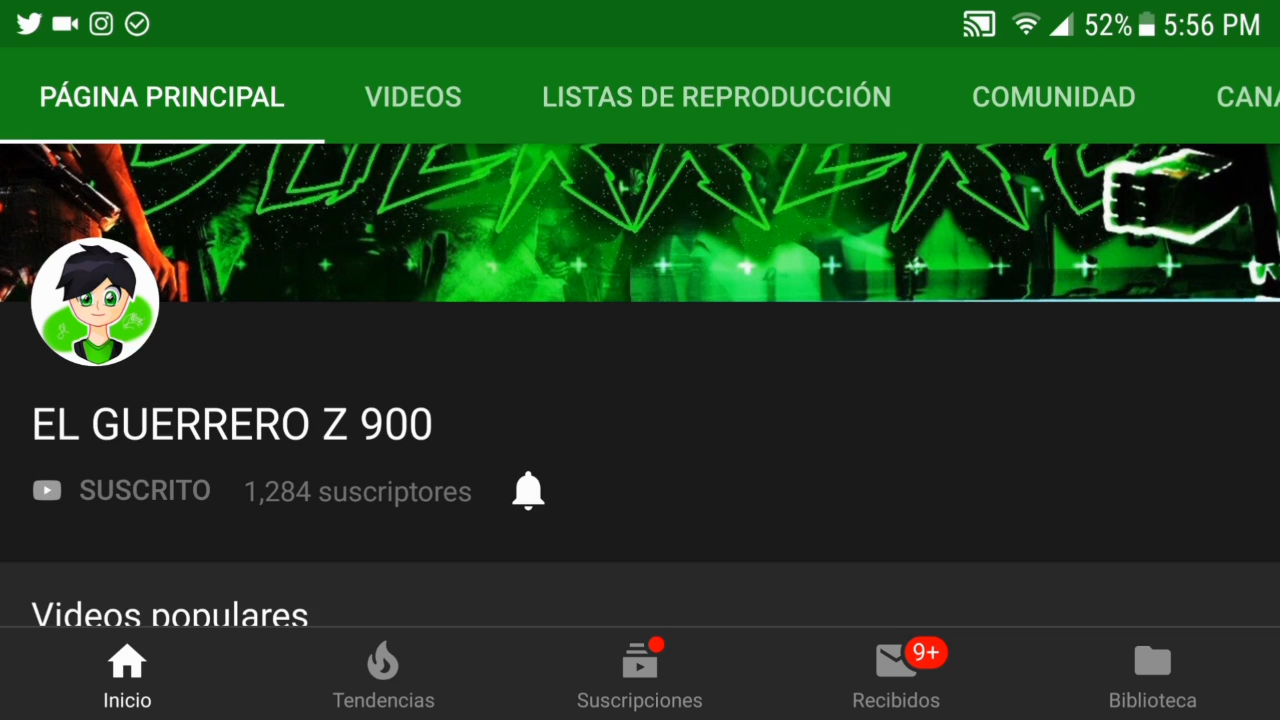 52% 5:56 PM
PÁGINA PRINCIPAL VIDEOS LISTAS DE REPRODUCCIÓN COMUNIDAD
GUERRERO
EL GUERRERO Z 900
SUSCRITO 1,284 suscriptores
Videos populares
9+
Inicio Tendencias Suscripciones Recibidos Biblioteca